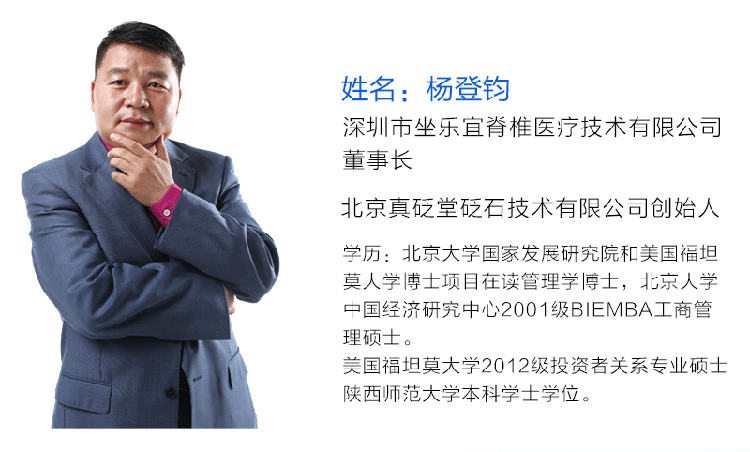 姓名：杨登钧
深圳市坐乐宜脊椎医疗技术有限公司
董事长
北京真砭堂砭石技术有限公司创始人
学历：北京大学国家发展研究院和美国福坦
莫人学博士项目在读管理学博士，北京人学
中国经济研究中心2001级BIEMBA工商管
理硕士。
美国福坦莫大学2012级投资者关系专业硕士
陕西师范大学本科学士学位。